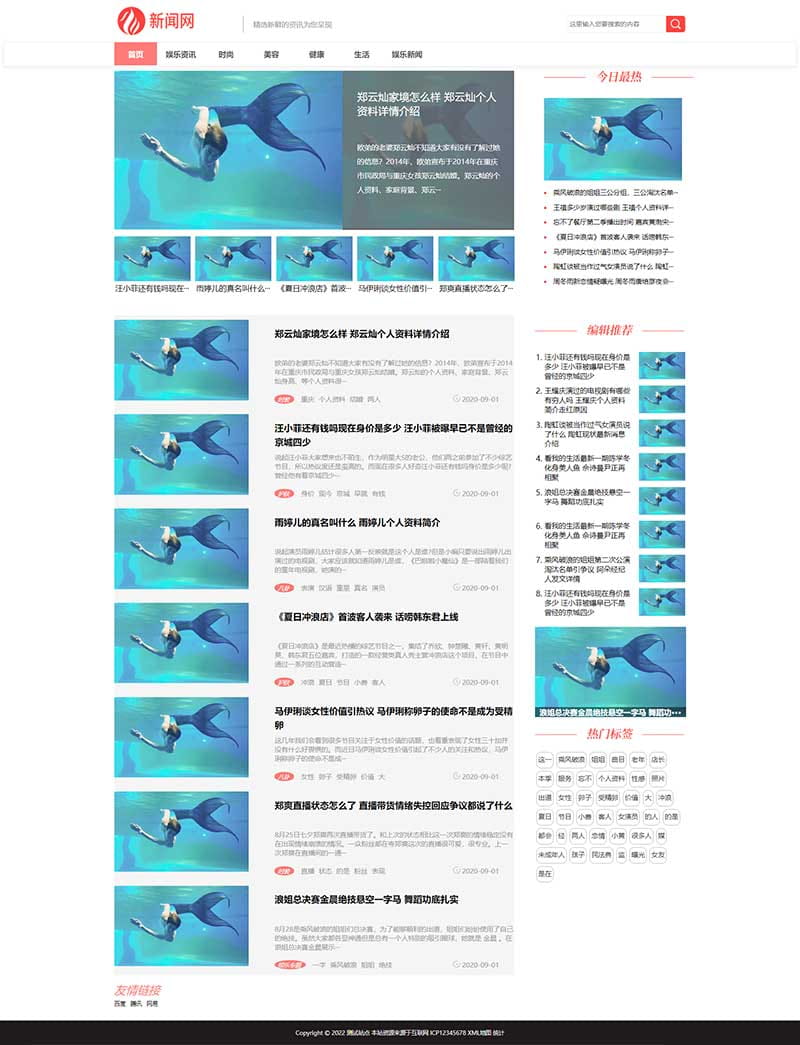 新闻网
精选新颖的资讯为您呈现
请输入您要搜索的内容
首页 娱乐资讯 时尚 美容 健康 生活 娱乐新闻
郑云灿家境怎么样 郑云灿个人
资料详情介绍
欧弟的老婆郑云灿不知道大家有没有了解过她
的信息？2014年，欧弟宣布于2014年在重庆
市民政局与重庆女孩郑云灿结婚。郑云灿的个
人资料、家庭背景、郑云···
汪小菲还有钱吗现在···
雨婷儿的真名叫什么···
《夏日冲浪店》首波···
马伊琍谈女性价值引···
郑爽直播状态怎么了···
今日最热
乘风破浪的姐姐三公分组，三公淘汰名单···
王禧多少岁演过哪些剧 王禧个人资料详···
忘不了餐厅第二季播出时间 嘉宾黄渤宋···
《夏日冲浪店》首波客人袭来 话唠韩东···
马伊琍谈女性价值引热议 马伊琍称卵子···
陶虹谈被当作过气女演员说了什么 陶虹···
周冬雨新恋情疑曝光 周冬雨唐绝彦夜会···
郑云灿家境怎么样 郑云灿个人资料详情介绍
欧弟的老婆郑云灿不知道大家有没有了解过她的信息？2014年，欧弟宣布于2014
年在重庆市民政局与重庆女孩郑云灿结婚。郑云灿的个人资料、家庭背景、郑云
灿身高、等个人资料很···
时髦 重庆 个人资料 结婚 两人
2020-09-01
汪小菲还有钱吗现在身价是多少 汪小菲被曝早已不是曾经的
京城四少
说起汪小菲大家想来也不陌生，作为明星大S的老公，他们两之前参加了不少综艺
节目，所以热议度还是蛮高的。而现在很多人好奇汪小菲还有钱吗身价是多少呢?
曾经他有着京城四少···
身价 现今 京城 早就 有钱
2020-09-01
雨婷儿的真名叫什么 雨婷儿个人资料简介
说起演员雨婷儿估计很多人第一反映就是这个人是谁?但是小编只要说出雨婷儿出
演过的电视剧，大家应该就知道雨婷儿是谁。《巴啦啦小魔仙》是一部陪着我们
的童年电视剧，她演的···
八卦 表演 汉语 重量 真名 演员
2020-09-01
《夏日冲浪店》首波客人袭来 话唠韩东君上线
《夏日冲浪店》是最近热播的综艺节目之一，集结了乔欣、钟楚曦、黄轩、黄明
昊、韩东君五位嘉宾，打造的一款经营类真人秀主营冲浪店这个项目，在节目中
通过一系列的互动营造···
冲浪 夏日 节目 小兽 客人
2020-09-01
马伊琍谈女性价值引热议 马伊琍称卵子的使命不是成为受精
卵
这几年我们会看到很多节目关注于女性价值的话题，也看重表现了女性三十加并
没有什么好畏惧的。而近日马伊琍谈女性价值引起了不少人的关注和热议，马伊
琍称卵子的使命不是成···
八卦 女性 卵子 受精卵 价值 大
2020-09-01
郑爽直播状态怎么了 直播带货情绪失控回应争议都说了什么
8月25日七夕郑爽再次直播带货了。和上次的状态相比这一次郑爽的情绪稳定没有
在出现情绪崩溃的情况。一众粉丝都在夸郑爽这次的直播很可爱，很专业。上一
次郑爽在直播间的一通···
时髦 直播 状态 的是 粉丝 表现
2020-09-01
浪姐总决赛金晨绝技悬空一字马 舞蹈功底扎实
8月28是乘风破浪的姐姐们总决赛，为了能够顺利的出道，姐姐们纷纷使用了自己
的绝技。虽然大家都各显神通但是总有一个人特别的吸引眼球，她就是 金晨 。在
浪姐总决赛金晨展示···
娱乐专题 一字 乘风破浪 姐姐 绝技
2020-09-01
编辑推荐
1. 汪小菲还有钱吗现在身价是
多少 汪小菲被曝早已不是
曾经的京城四少
2. 王耀庆演过的电视剧有哪些
有穷人吗 王耀庆个人资料
简介走红原因
3. 陶虹谈被当作过气女演员说
了什么 陶虹现状最新消息
介绍
4. 看我的生活最新一期陈学冬
化身美人鱼 佘诗曼尹正再
相聚
5. 浪姐总决赛金晨绝技悬空一
字马 舞蹈功底扎实
6. 看我的生活最新一期陈学冬
化身美人鱼 佘诗曼尹正再
相聚
7. 乘风破浪的姐姐第二次公演
淘汰名单引争议 阿朵经纪
人发文详情
8. 汪小菲还有钱吗现在身价是
多少 汪小菲被曝早已不是
曾经的京城四少
浪姐总决赛金晨绝技悬空一字马 舞蹈功···
热门标签
这一 乘风破浪 姐姐 曲目 老年 店长
本季 服务 忘不 个人资料 性感 照片
出道 女性 卵子 受精卵 价值 大 冲浪
夏日 节日 小兽 客人 女演员 的人 的是
都会 经 两人 恋情 小黄 很多人 媒
未成年人 孩子 民法典 监 曝光 女友
是在
友情链接
百度 腾讯 网易
Copyright © 2022 测试站点 本站资源来源于互联网 ICP12345678 XML地图 统计